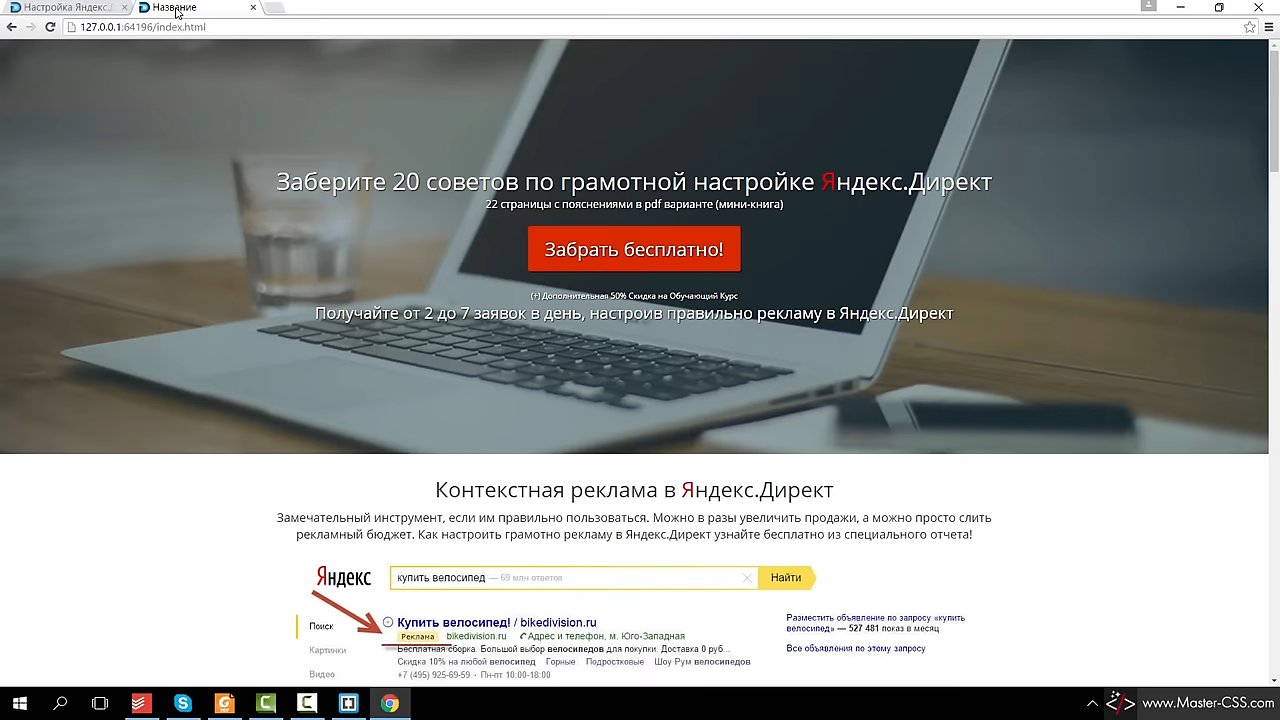 Настройка Яндекс.Д
Название
127.0.0.1:64196/index.html
Заберите 20 советов по грамотной настройке Яндекс.Директ
22 страницы с пояснениями в pdf варианте (мини-книга)
Забрать бесплатно!
(+) Дополнительная 50% Скидка на Обучающий Курс
Получайте от 2 до 7 заявок в день, настроив правильно рекламу в Яндекс.Директ
Контекстная реклама в Яндекс.Директ
Замечательный инструмент, если им правильно пользоваться. Можно в разы увеличить продажи, а можно просто слить
рекламный бюджет. Как настроить грамотно рекламу в Яндекс.Директ узнайте бесплатно из специального отчета!
Яндекс
купить велосипед — 69 млн ответов
Найти
Поиск
Картинки
Видео
Купить велосипед! / bikedivision.ru
Реклама bikedivision.ru Адрес и телефон, м. Юго-Западная
Бесплатная сборка. Большой выбор велосипедов для покупки. Доставка 0 руб...
Скидка 10% на любой велосипед Горные Подростковые Шоу Рум велосипедов
+7 (495) 925-69-59 · Пн-пт 10:00-18:00
Разместить объявление по запросу «купить
велосипед» — 527 481 показ в месяц
Все объявления по этому запросу
www.Master-CSS.com